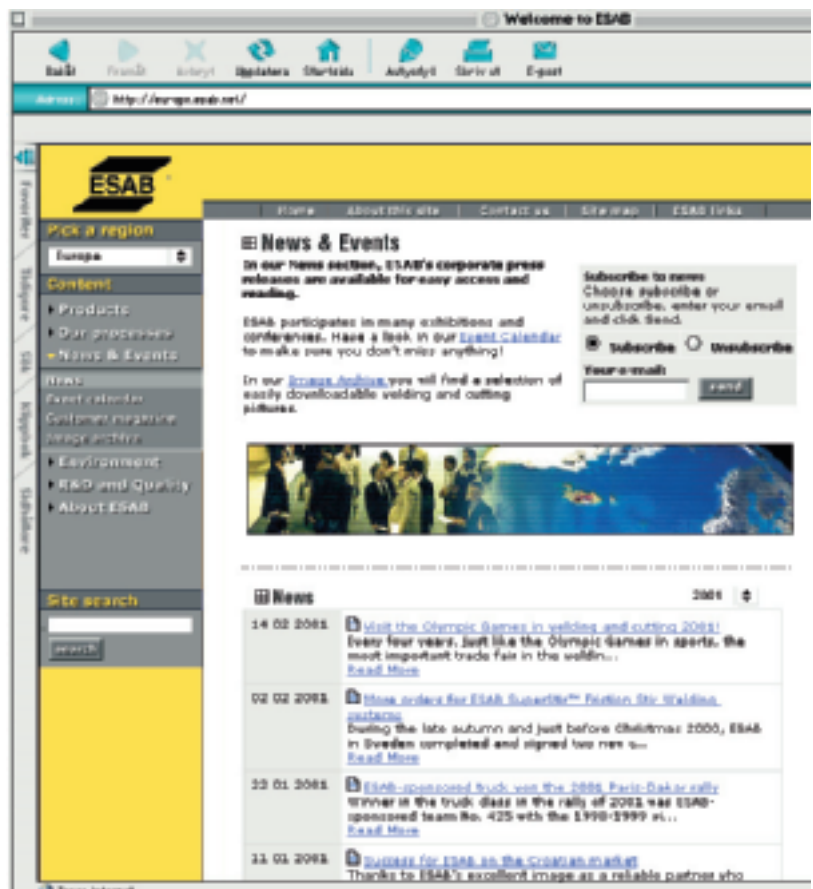 Welcome to ESAB
Bakåt Framåt Avbryt Uppdatera Startsida Autofyll Skriv ut E-post
Adress: http://europe.esab.net/
Favoriter
Tidigare
Sök
Klippbok
Sidhållare
ESAB
Home | About this site | Contact us | Site map | ESAB links |
Pick a region
Europe
Content
Products
Our processes
News & Events
News
Event calendar
Customer magazine
Image archive
Environment
R&D and Quality
About ESAB
Site search
search
News & Events
In our News section, ESAB's corporate press
releases are available for easy access and
reading.
ESAB participates in many exhibitions and
conferences. Have a look in our Event Calendar
to make sure you don't miss anything!
In our Image Archive you will find a selection of
easily downloadable welding and cutting
pictures.
Subscribe to news
Choose subscribe or
unsubscribe, enter your email
and click Send.
Subscribe Unsubscribe
Your e-mail:
send
News 2001
14 02 2001 Visit the Olympic Games in welding and cutting 2001!
Every four years, just like the Olympic Games in sports, the
most important trade fair in the weldin...
Read More
02 02 2001 More orders for ESAB SuperStir™ Friction Stir Welding
systems
During the late autumn and just before Christmas 2000, ESAB
in Sweden completed and signed two new c...
Read More
22 01 2001 ESAB-sponsored truck won the 2001 Paris-Dakar rally
Winner in the truck class in the rally of 2001 was ESAB-
sponsored team No. 425 with the 1998-1999 wi...
Read More
11 01 2001 Success for ESAB on the Croatian market
Thanks to ESAB's excellent image as a reliable partner who